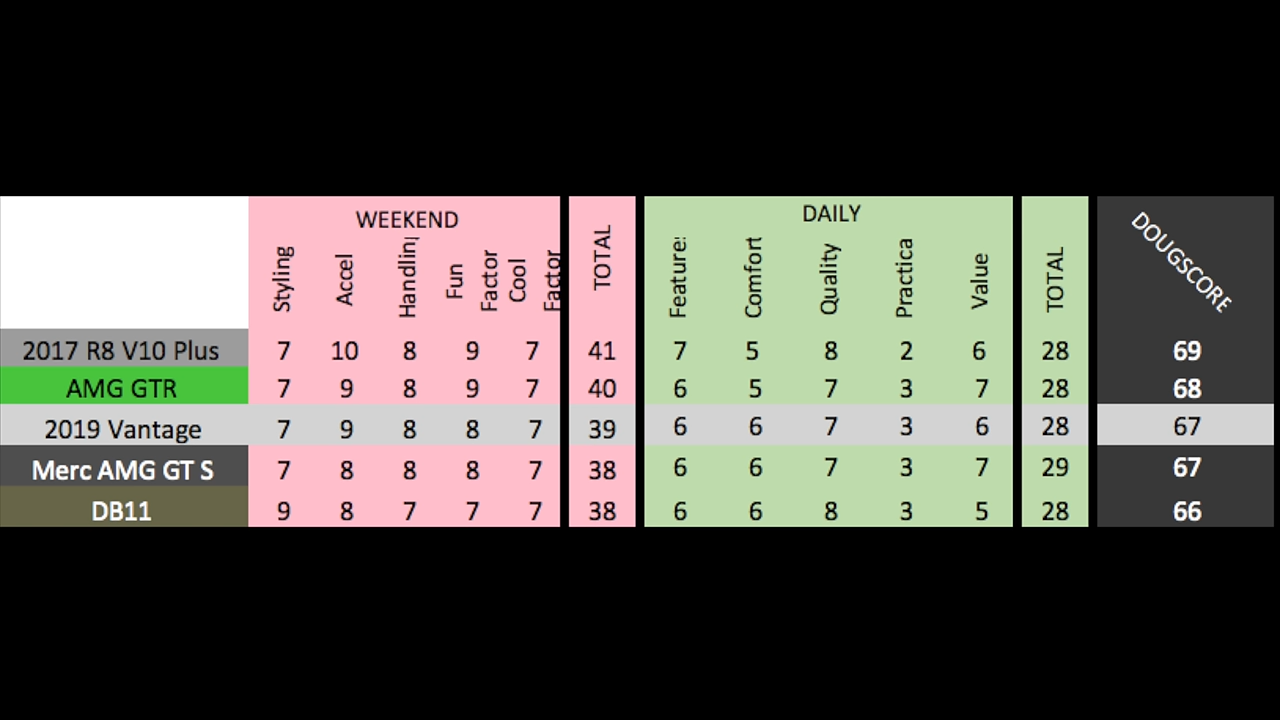 WEEKEND DAILY
Styling Accel Handling Fun Factor Cool Factor TOTAL Features Comfort Quality Practica Value TOTAL DOUGSCORE
2017 R8 V10 Plus 7 10 8 9 7 41 7 5 8 2 6 28 69
AMG GTR 7 9 8 9 7 40 6 5 7 3 7 28 68
2019 Vantage 7 9 8 8 7 39 6 6 7 3 6 28 67
Merc AMG GT S 7 8 8 8 7 38 6 6 7 3 7 29 67
DB11 9 8 7 7 7 38 6 6 8 3 5 28 66